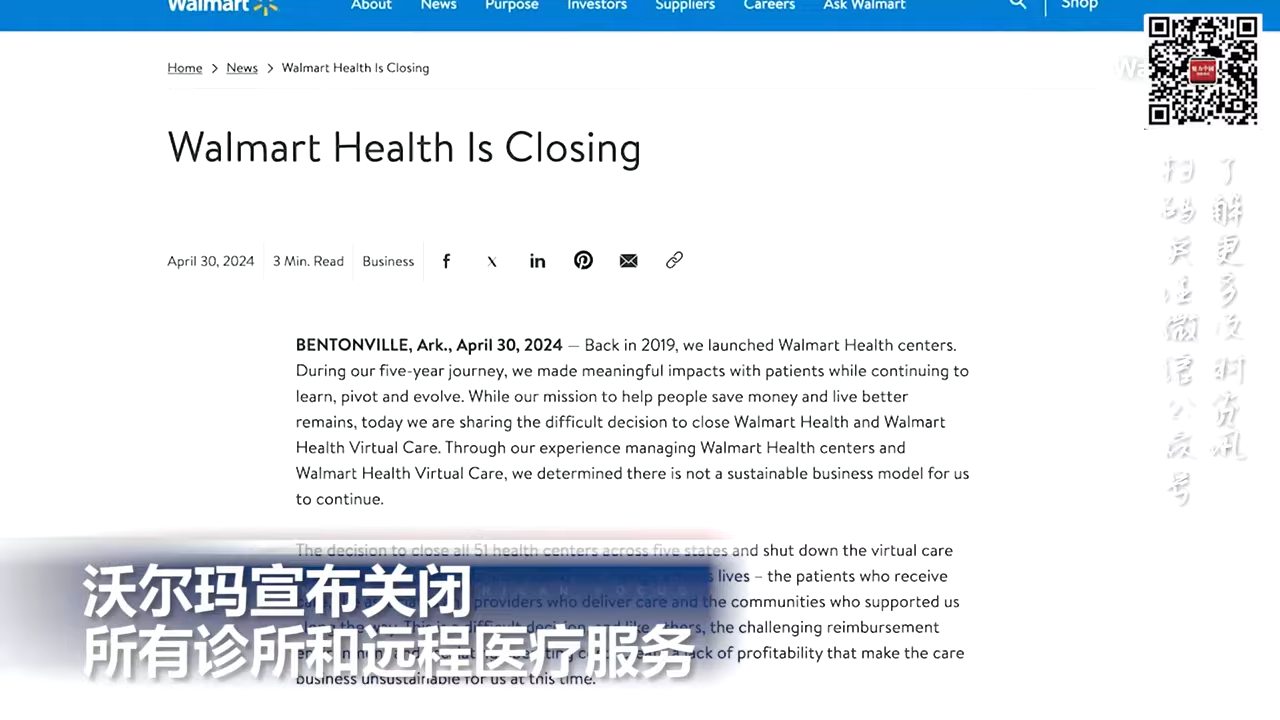 Walmart
About News Purpose Investors Suppliers Careers Ask Walmart Shop
Home > News > Walmart Health Is Closing
Walmart Health Is Closing
April 30, 2024 3 Min. Read Business
BENTONVILLE, Ark., April 30, 2024 — Back in 2019, we launched Walmart Health centers.
During our five-year journey, we made meaningful impacts with patients while continuing to
learn, pivot and evolve. While our mission to help people save money and live better
remains, today we are sharing the difficult decision to close Walmart Health and Walmart
Health Virtual Care. Through our experience managing Walmart Health centers and
Walmart Health Virtual Care, we determined there is not a sustainable business model for us
to continue.
The decision to close all 51 health centers across five states and shut down the virtual care
lives – the patients who receive
providers who deliver care and the communities who supported us
along the way. This is a difficult decision, and like others, the challenging reimbursement
lack of profitability that make the care
business unsustainable for us at this time.
沃尔玛宣布关闭
所有诊所和远程医疗服务
了解更多及时资讯
扫码关注微信公众号